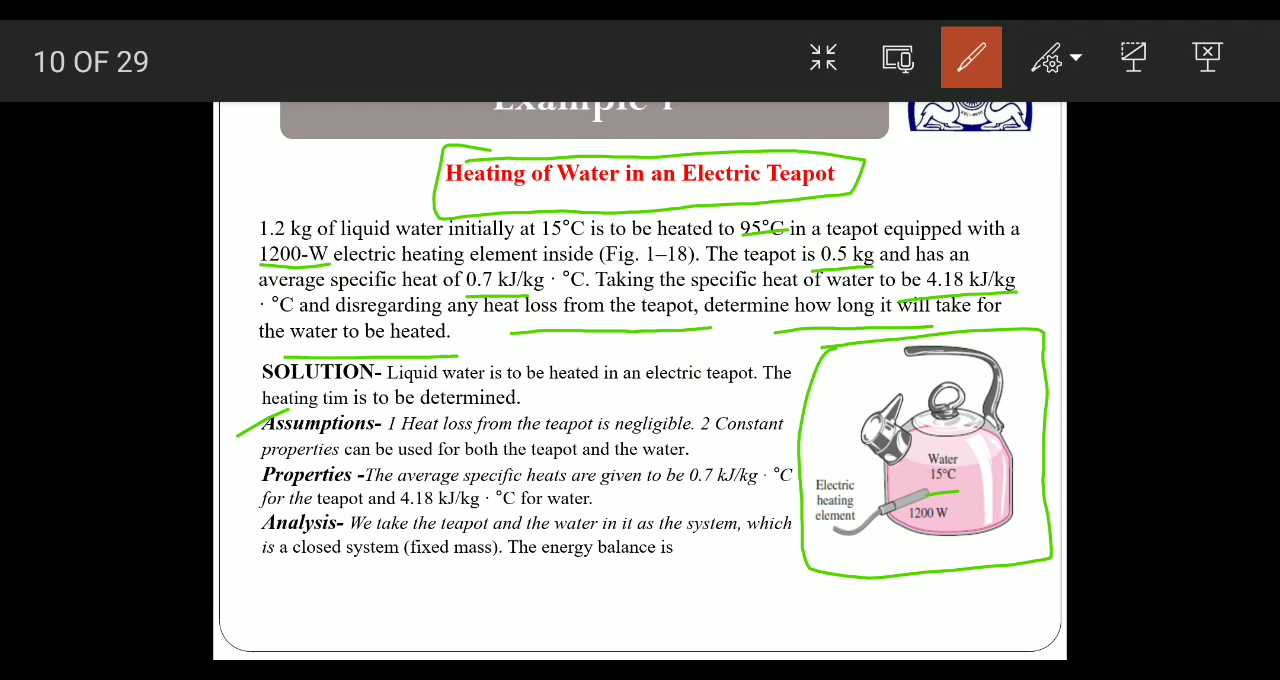 10 OF 29
Example 1
Heating of Water in an Electric Teapot
1.2 kg of liquid water initially at 15°C is to be heated to 95°C in a teapot equipped with a
1200-W electric heating element inside (Fig. 1–18). The teapot is 0.5 kg and has an
average specific heat of 0.7 kJ/kg · °C. Taking the specific heat of water to be 4.18 kJ/kg
· °C and disregarding any heat loss from the teapot, determine how long it will take for
the water to be heated.
SOLUTION- Liquid water is to be heated in an electric teapot. The
heating tim is to be determined.
Assumptions- 1 Heat loss from the teapot is negligible. 2 Constant
properties can be used for both the teapot and the water.
Properties -The average specific heats are given to be 0.7 kJ/kg · °C
for the teapot and 4.18 kJ/kg · °C for water.
Analysis- We take the teapot and the water in it as the system, which
is a closed system (fixed mass). The energy balance is
Water
15°C
Electric
heating
element
1200 W